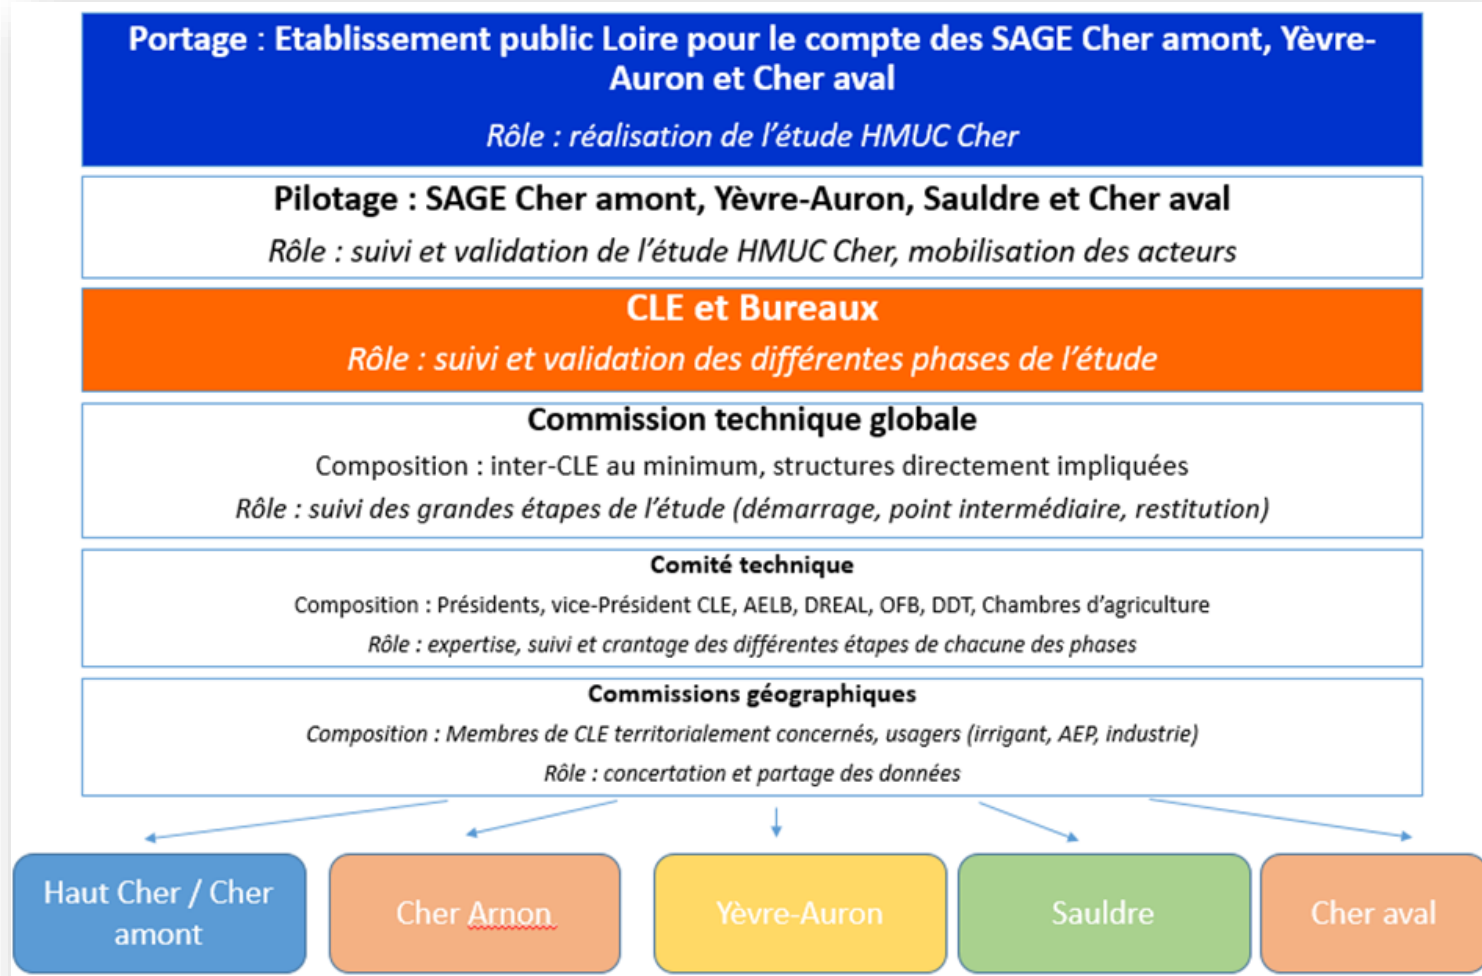 Portage : Etablissement public Loire pour le compte des SAGE Cher amont, Yèvre-
Auron et Cher aval
Rôle : réalisation de l’étude HMUC Cher
Pilotage : SAGE Cher amont, Yèvre-Auron, Sauldre et Cher aval
Rôle : suivi et validation de l’étude HMUC Cher, mobilisation des acteurs
CLE et Bureaux
Rôle : suivi et validation des différentes phases de l’étude
Commission technique globale
Composition : inter-CLE au minimum, structures directement impliquées
Rôle : suivi des grandes étapes de l’étude (démarrage, point intermédiaire, restitution)
Comité technique
Composition : Présidents, vice-Président CLE, AELB, DREAL, OFB, DDT, Chambres d’agriculture
Rôle : expertise, suivi et crantage des différentes étapes de chacune des phases
Commissions géographiques
Composition : Membres de CLE territorialement concernés, usagers (irrigant, AEP, industrie)
Rôle : concertation et partage des données
Haut Cher / Cher
amont
Cher Arnon
Yèvre-Auron
Sauldre
Cher aval